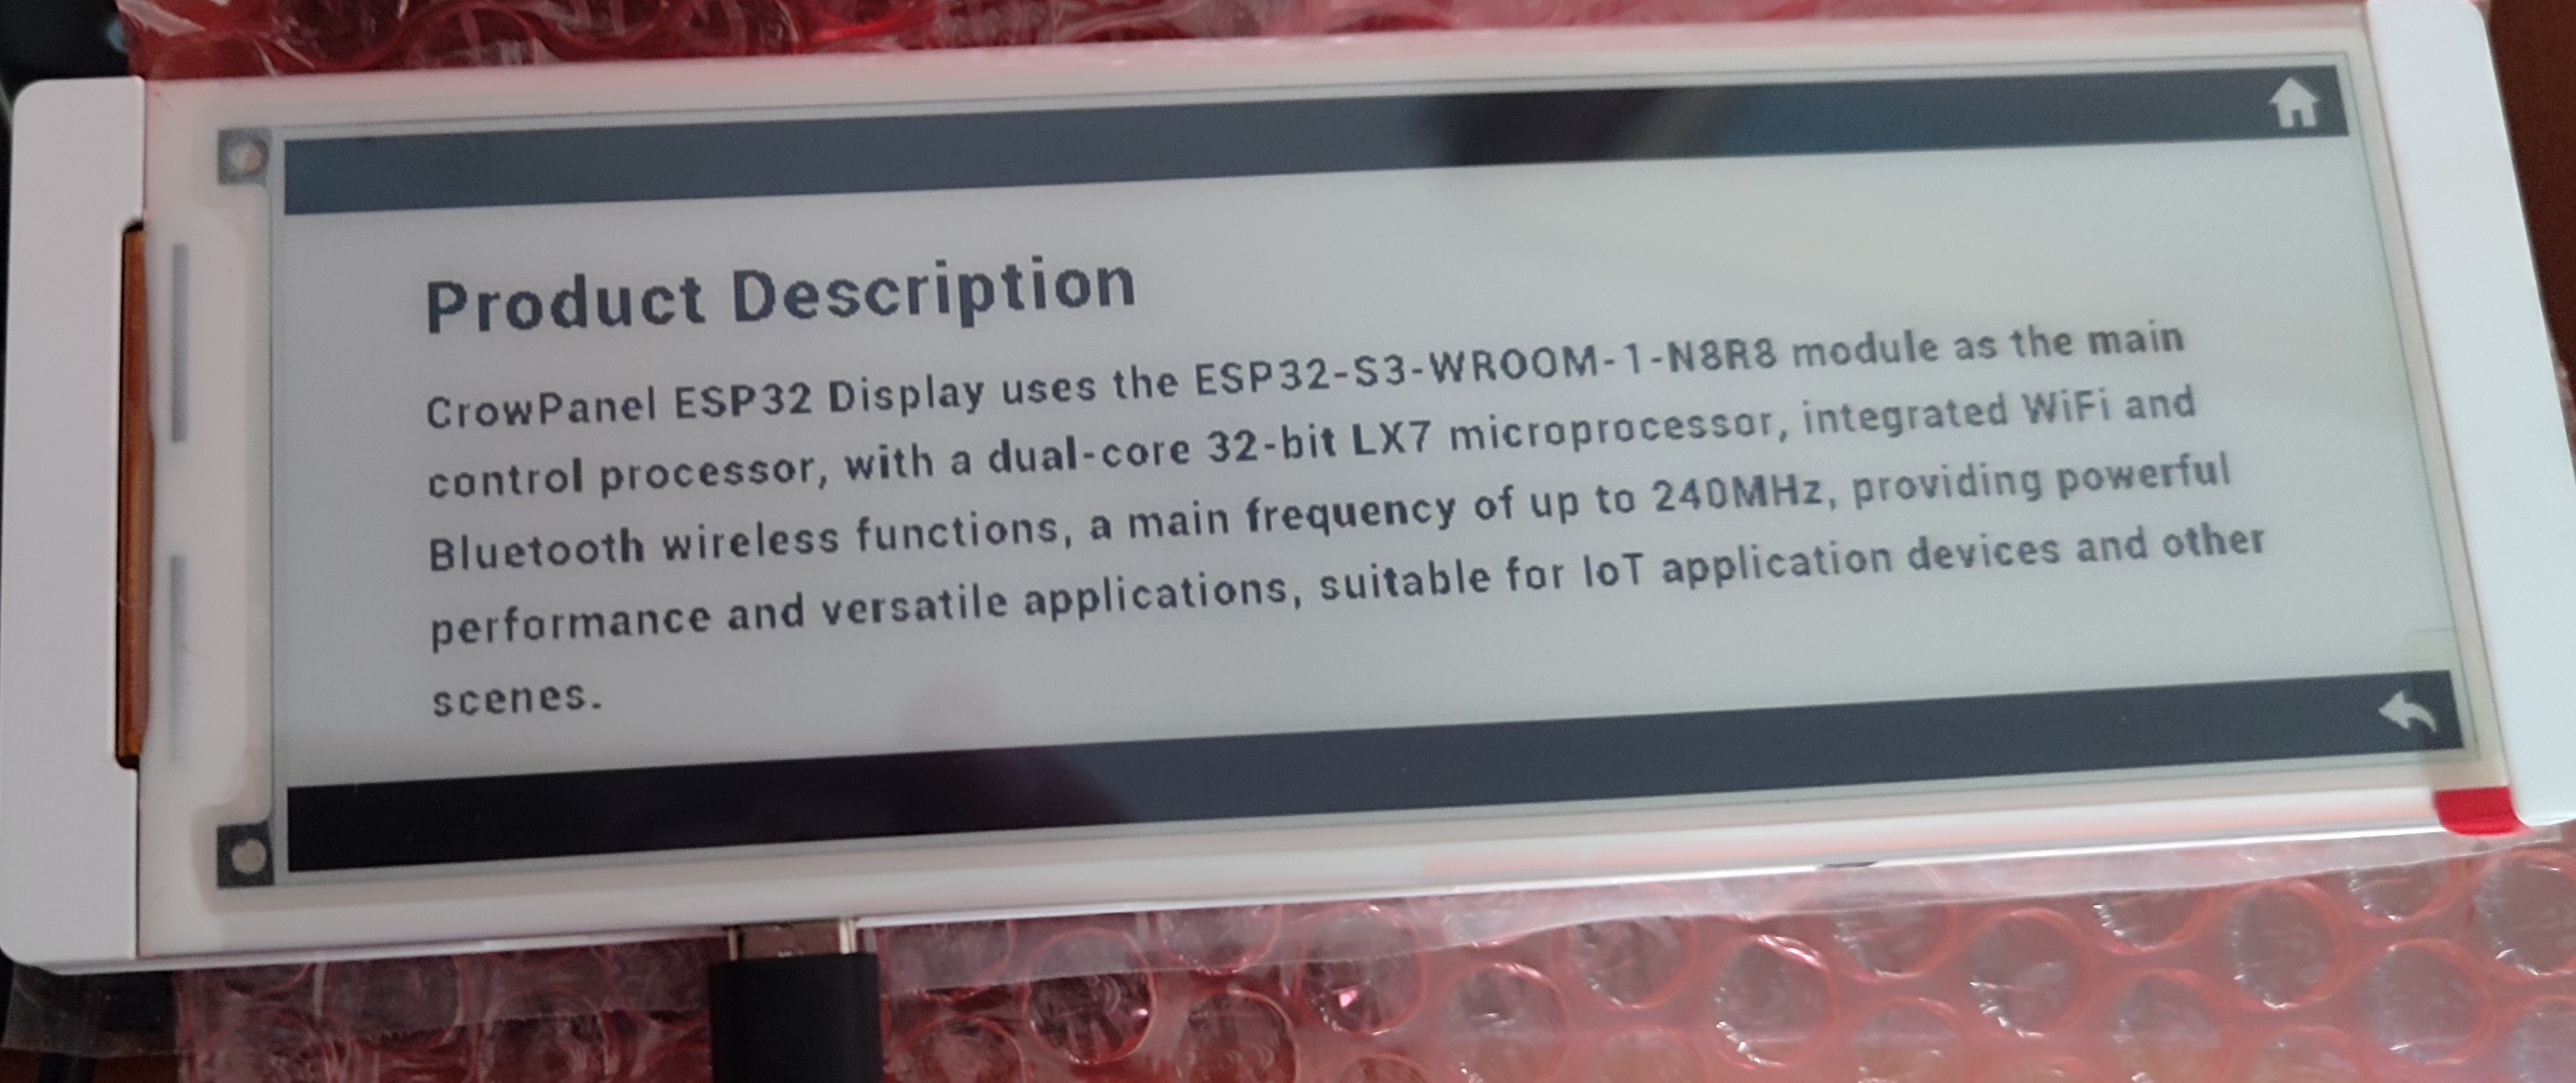 Product Description
CrowPanel ESP32 Display uses the ESP32-S3-WROOM-1-N8R8 module as the main
control processor, with a dual-core 32-bit LX7 microprocessor, integrated WiFi and
Bluetooth wireless functions, a main frequency of up to 240MHz, providing powerful
performance and versatile applications, suitable for IoT application devices and other
scenes.